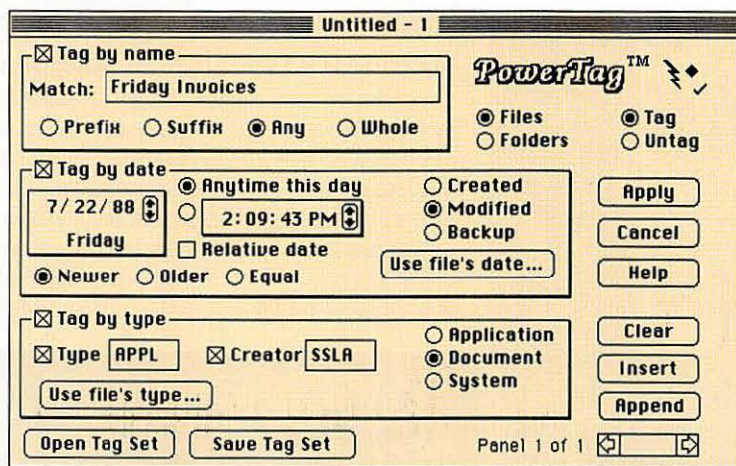 Untitled - 1
Tag by name
Match: Friday Invoices
Prefix Suffix Any Whole
PowerTag™
Files Tag
Folders Untag
Tag by date
7/22/88
Friday
Anytime this day
2:09:43 PM
Relative date
Newer Older Equal
Created
Modified
Backup
Use file's date...
Apply
Cancel
Help
Tag by type
Type APPL Creator SSLA
Use file's type...
Application
Document
System
Clear
Insert
Append
Open Tag Set Save Tag Set Panel 1 of 1